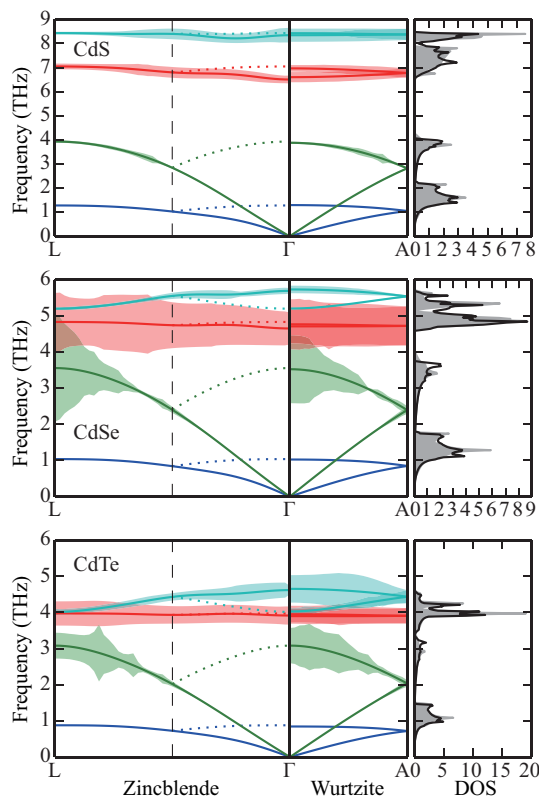 9
8
7
6
5
4
3
2
1
0
Frequency (THz)
CdS
L
Γ
A
0 1 2 3 4 5 6 7 8
6
5
4
3
2
1
0
Frequency (THz)
CdSe
L
Γ
A
0 1 2 3 4 5 6 7 8 9
6
5
4
3
2
1
0
Frequency (THz)
CdTe
L
Γ
A
0 5 10 15 20
Zincblende
Wurtzite
DOS